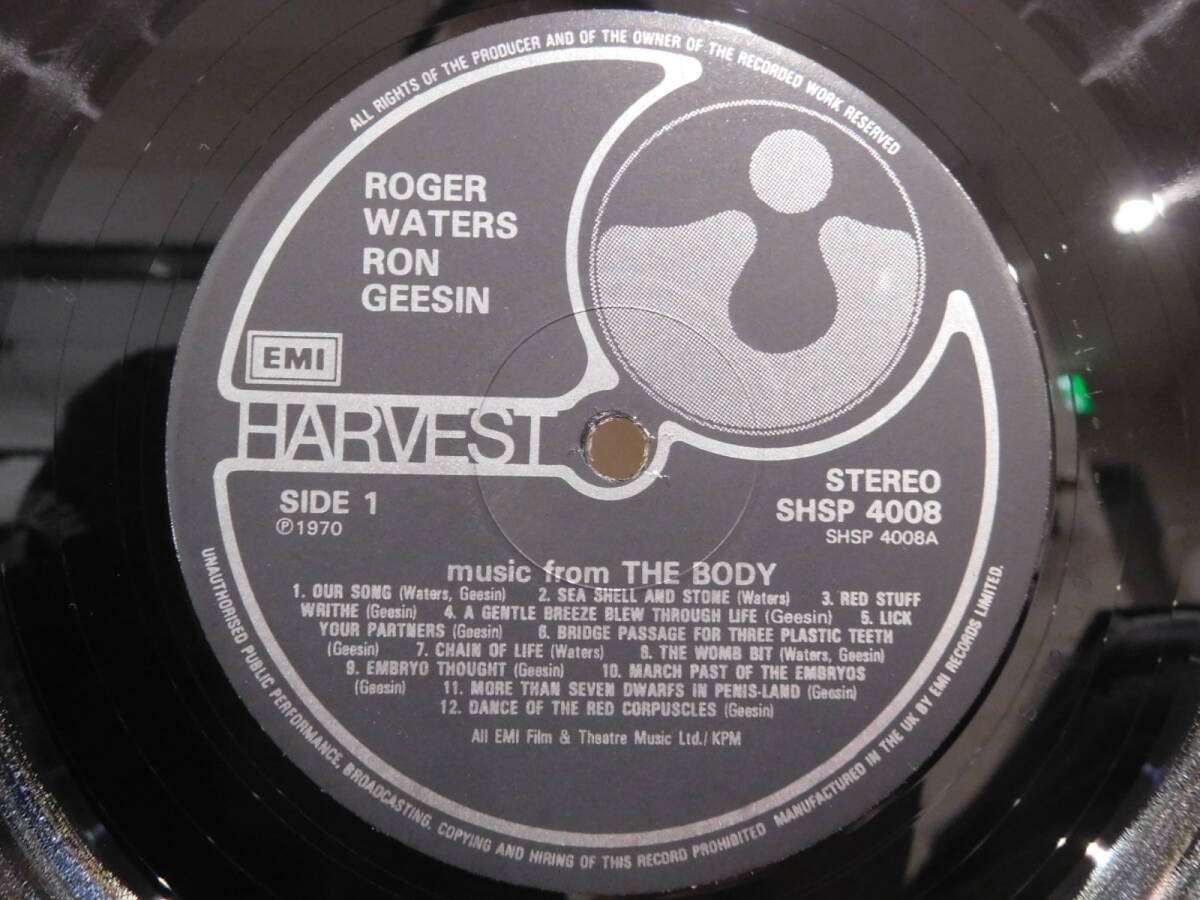 ALL RIGHTS OF THE PRODUCER AND OF THE OWNER OF THE RECORDED WORK RESERVED
ROGER
WATERS
RON
GEESIN
EMI
HARVEST
SIDE 1
Ⓟ1970
STEREO
SHSP 4008
SHSP 4008A
music from THE BODY
1. OUR SONG (Waters, Geesin) 2. SEA SHELL AND STONE (Waters) 3. RED STUFF
WRITHE (Geesin) 4. A GENTLE BREEZE BLEW THROUGH LIFE (Geesin) 5. LICK
YOUR PARTNERS (Geesin) 6. BRIDGE PASSAGE FOR THREE PLASTIC TEETH
(Geesin) 7. CHAIN OF LIFE (Waters) 8. THE WOMB BIT (Waters, Geesin)
9. EMBRYO THOUGHT (Geesin) 10. MARCH PAST OF THE EMBRYOS
(Geesin) 11. MORE THAN SEVEN DWARFS IN PENIS-LAND (Geesin)
12. DANCE OF THE RED CORPUSCLES (Geesin)
All EMI Film & Theatre Music Ltd./KPM
UNAUTHORISED PUBLIC PERFORMANCE, BROADCASTING, COPYING AND HIRING OF THIS RECORD PROHIBITED MANUFACTURED IN THE UK BY EMI RECORDS LIMITED.